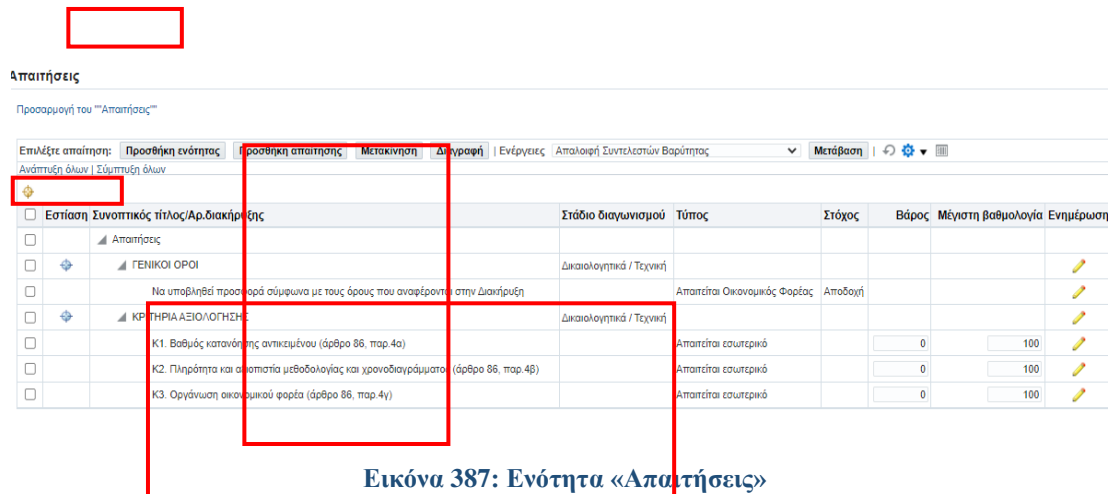 Απαιτήσεις
Προσαρμογή του ""Απαιτήσεις""
Επιλέξτε απαίτηση: Προσθήκη ενότητας Προσθήκη απαίτησης Μετακίνηση Διαγραφή | Ενέργειες Απαλοιφή Συντελεστών Βαρύτητας Μετάβαση |
Ανάπτυξη όλων | Σύμπτυξη όλων
Εστίαση Συνοπτικός τίτλος/Αρ.διακήρυξης Στάδιο διαγωνισμού Τύπος Στόχος Βάρος Μέγιστη βαθμολογία Ενημέρωση
Απαιτήσεις
ΓΕΝΙΚΟΙ ΟΡΟΙ Δικαιολογητικά / Τεχνική
Να υποβληθεί προσφορά σύμφωνα με τους όρους που αναφέρονται στην Διακήρυξη Απαιτείται Οικονομικός Φορέας Αποδοχή
ΚΡΙΤΗΡΙΑ ΑΞΙΟΛΟΓΗΣΗΣ Δικαιολογητικά / Τεχνική
Κ1. Βαθμός κατανόησης αντικειμένου (άρθρο 86, παρ.4α) Απαιτείται εσωτερικό 0 100
Κ2. Πληρότητα και αξιοπιστία μεθοδολογίας και χρονοδιαγράμματος (άρθρο 86, παρ.4β) Απαιτείται εσωτερικό 0 100
Κ3. Οργάνωση οικονομικού φορέα (άρθρο 86, παρ.4γ) Απαιτείται εσωτερικό 0 100
Εικόνα 387: Ενότητα «Απαιτήσεις»